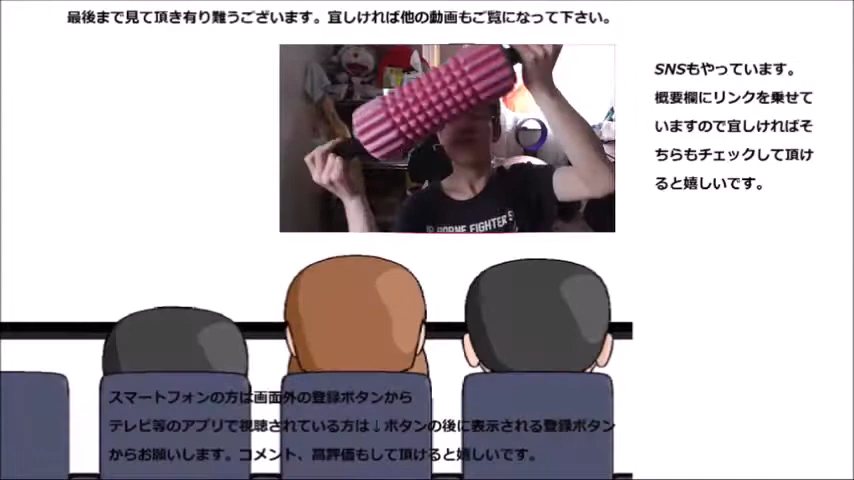 最後まで見て頂き有り難うございます。宜しければ他の動画もご覧になって下さい。
SNSもやっています。
概要欄にリンクを乗せて
いますので宜しければそ
ちらもチェックして頂け
ると嬉しいです。
BORNE FIGHTERS
スマートフォンの方は画面外の登録ボタンから
テレビ等のアプリで視聴されている方は↓ボタンの後に表示される登録ボタン
からお願いします。コメント、高評価もして頂けると嬉しいです。